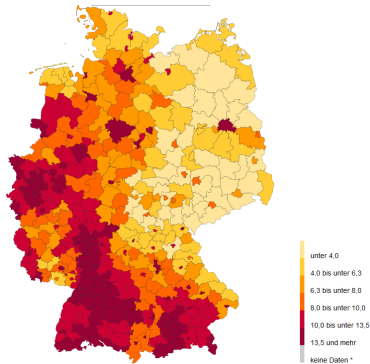 unter 4,0
4,0 bis unter 6,3
6,3 bis unter 8,0
8,0 bis unter 10,0
10,0 bis unter 13,5
13,5 und mehr
keine Daten *